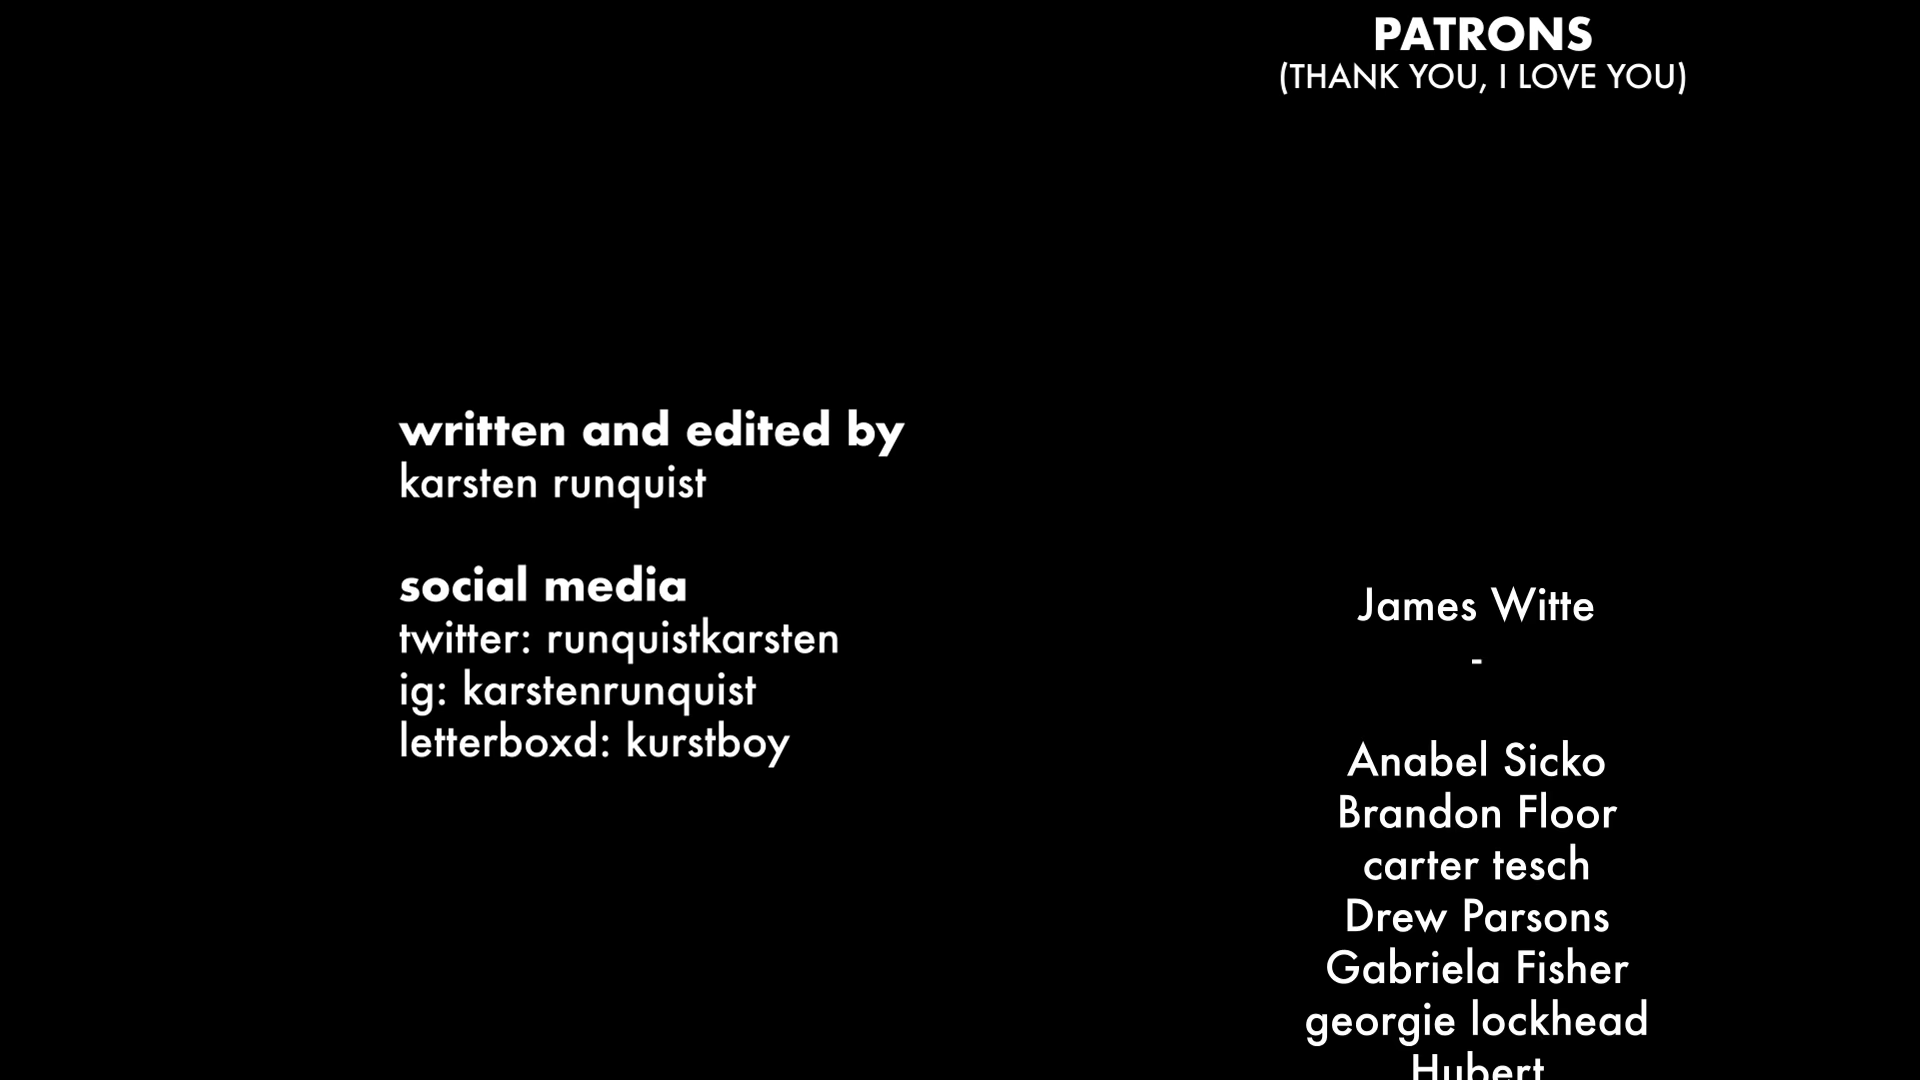 PATRONS
(THANK YOU, I LOVE YOU)
written and edited by
karsten runquist
social media
twitter: runquistkarsten
ig: karstenrunquist
letterboxd: kurstboy
James Witte
-
Anabel Sicko
Brandon Floor
carter tesch
Drew Parsons
Gabriela Fisher
georgie lockhead
Hubert